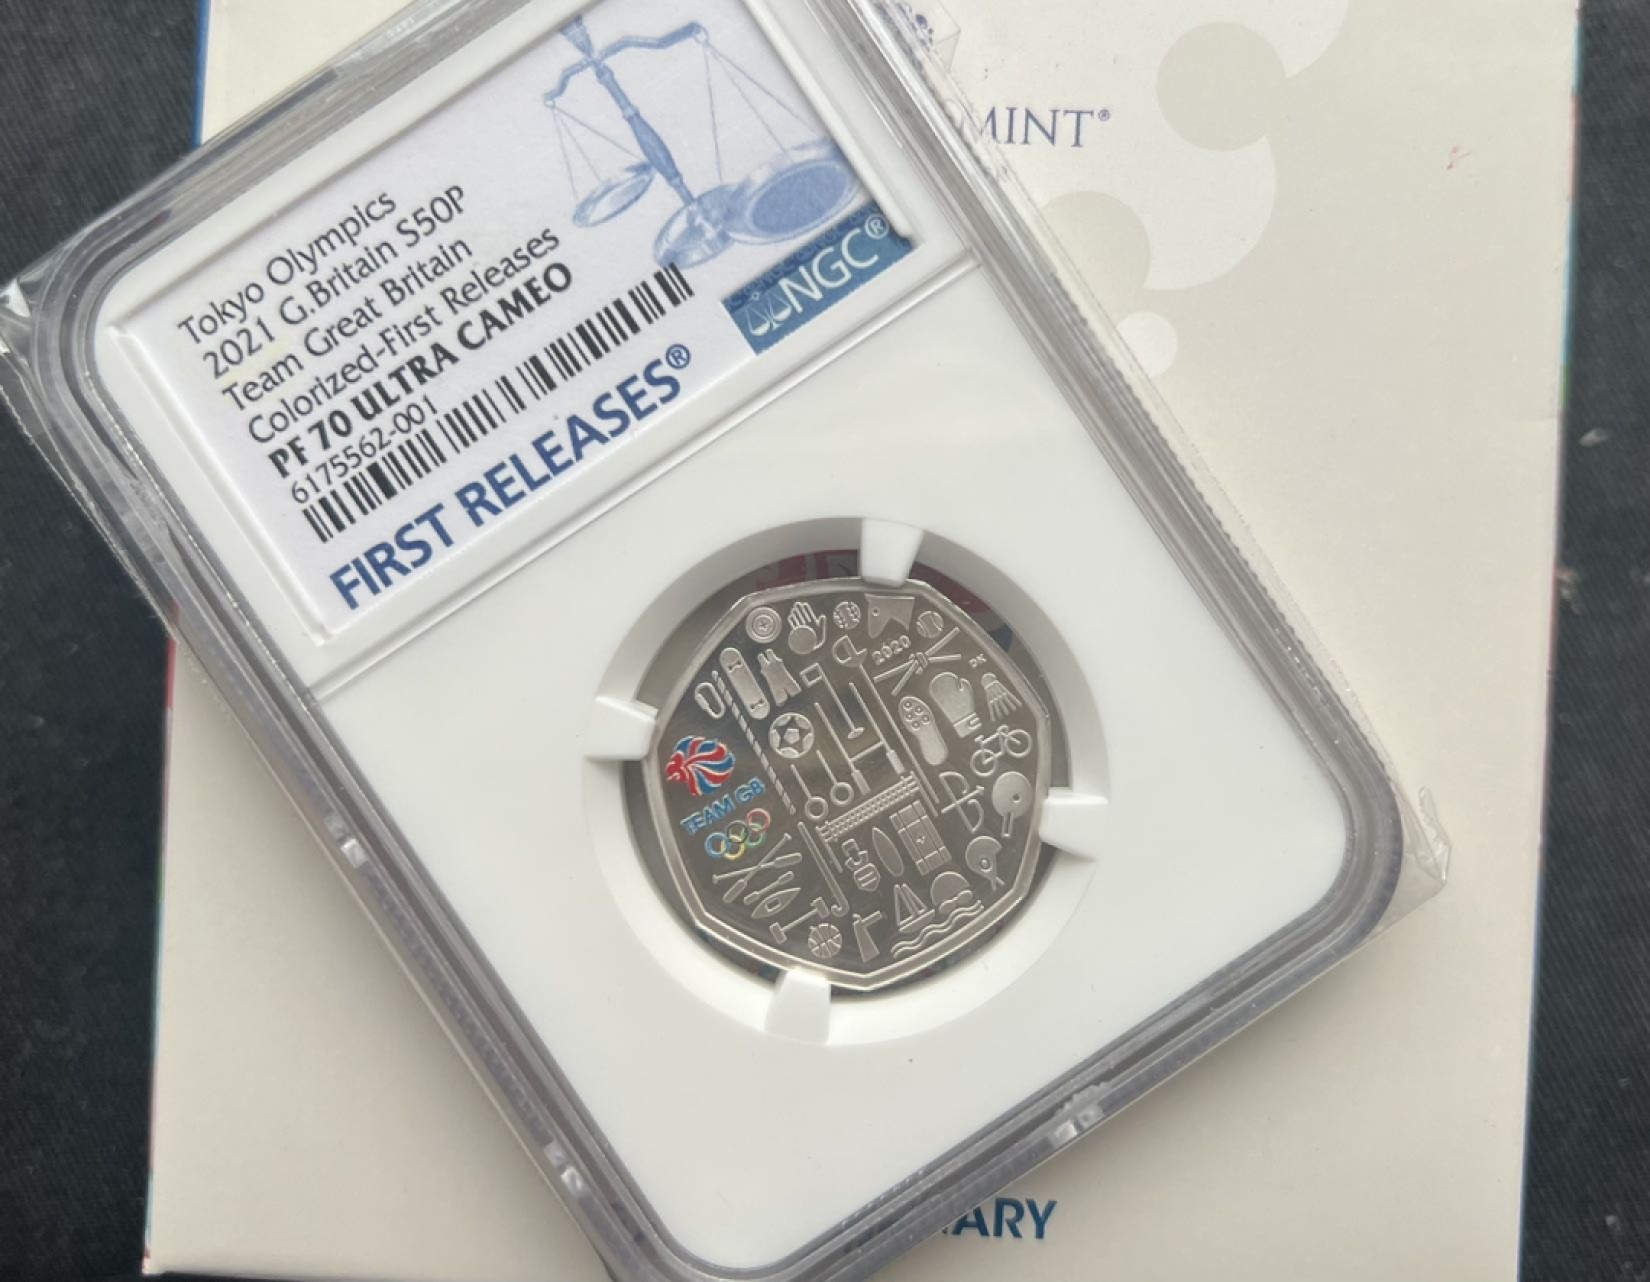 Tokyo Olympics
2021 G.Britain S50P
Team Great Britain
Colorized-First Releases
PF 70 ULTRA CAMEO
6175562-001
FIRST RELEASES®
NGC®
MINT®
2020
DK
TEAM GB